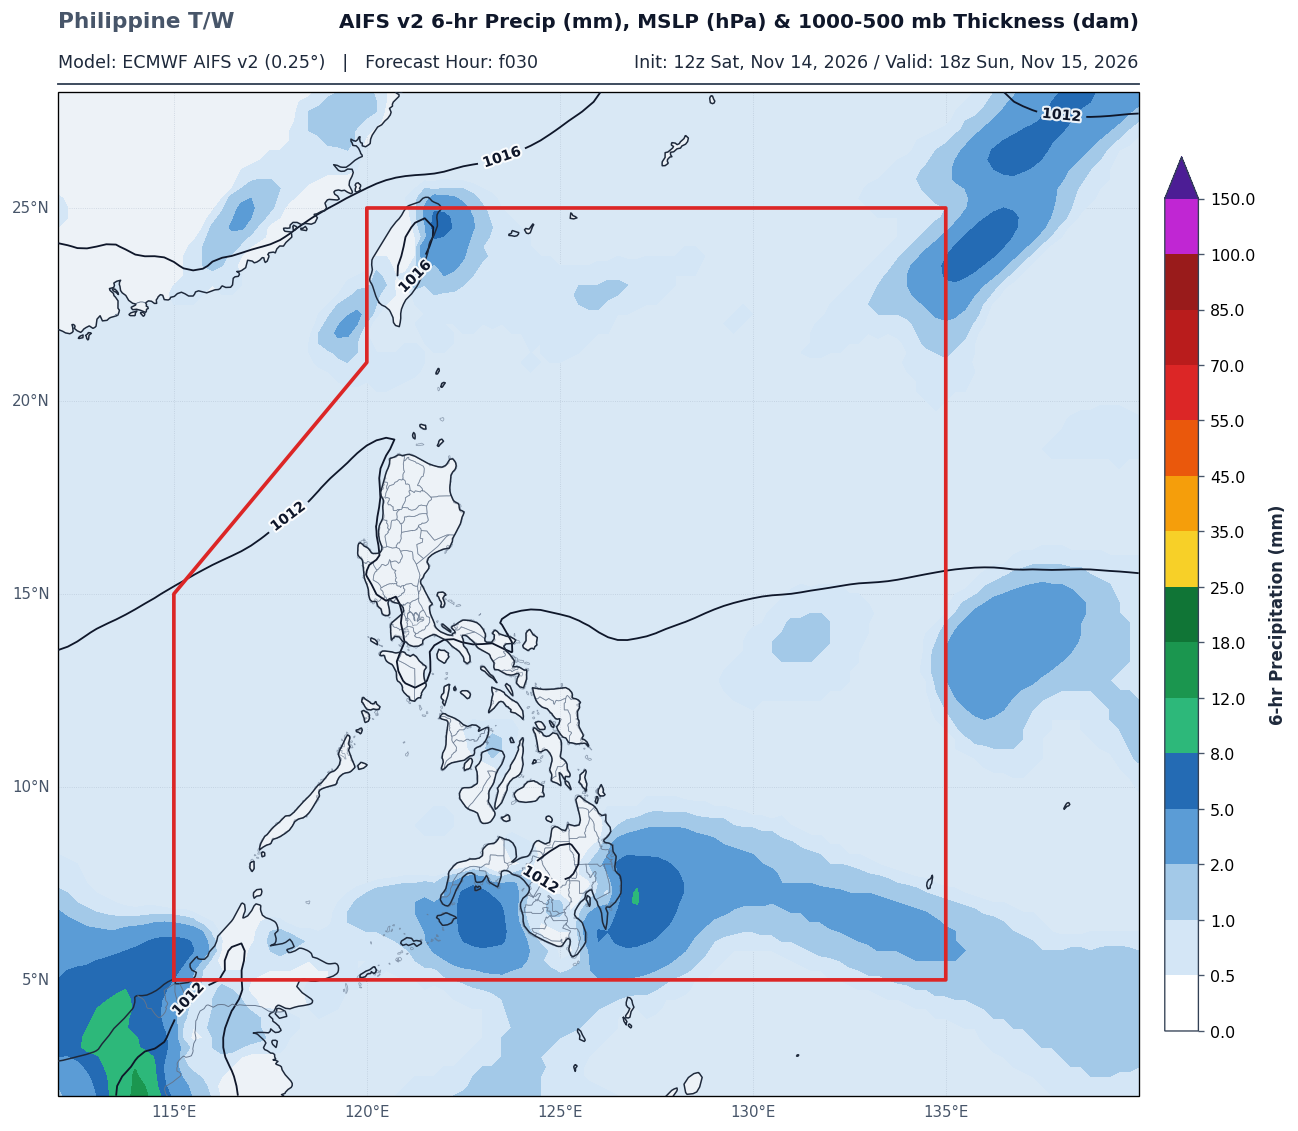 Philippine T/W
AIFS v2 6-hr Precip (mm), MSLP (hPa) & 1000-500 mb Thickness (dam)
Model: ECMWF AIFS v2 (0.25°) | Forecast Hour: f030
Init: 12z Sat, Nov 14, 2026 / Valid: 18z Sun, Nov 15, 2026
1012
1016
1016
1012
1012
1012
25°N
20°N
15°N
10°N
5°N
115°E
120°E
125°E
130°E
135°E
150.0
100.0
85.0
70.0
55.0
45.0
35.0
25.0
18.0
12.0
8.0
5.0
2.0
1.0
0.5
0.0
6-hr Precipitation (mm)